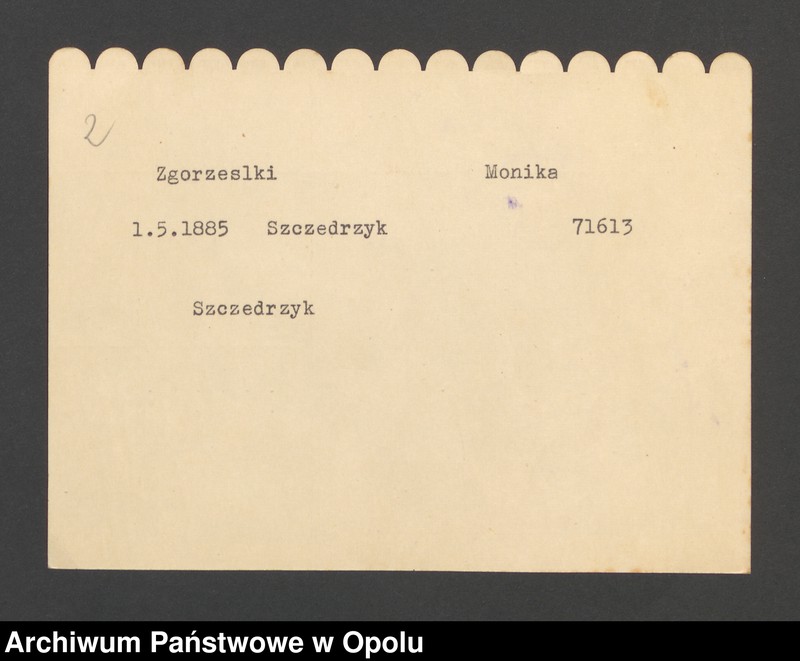 2
Zgorzeslki Monika
1.5.1885 Szczedrzyk 71613
Szczedrzyk
Archiwum Państwowe w Opolu